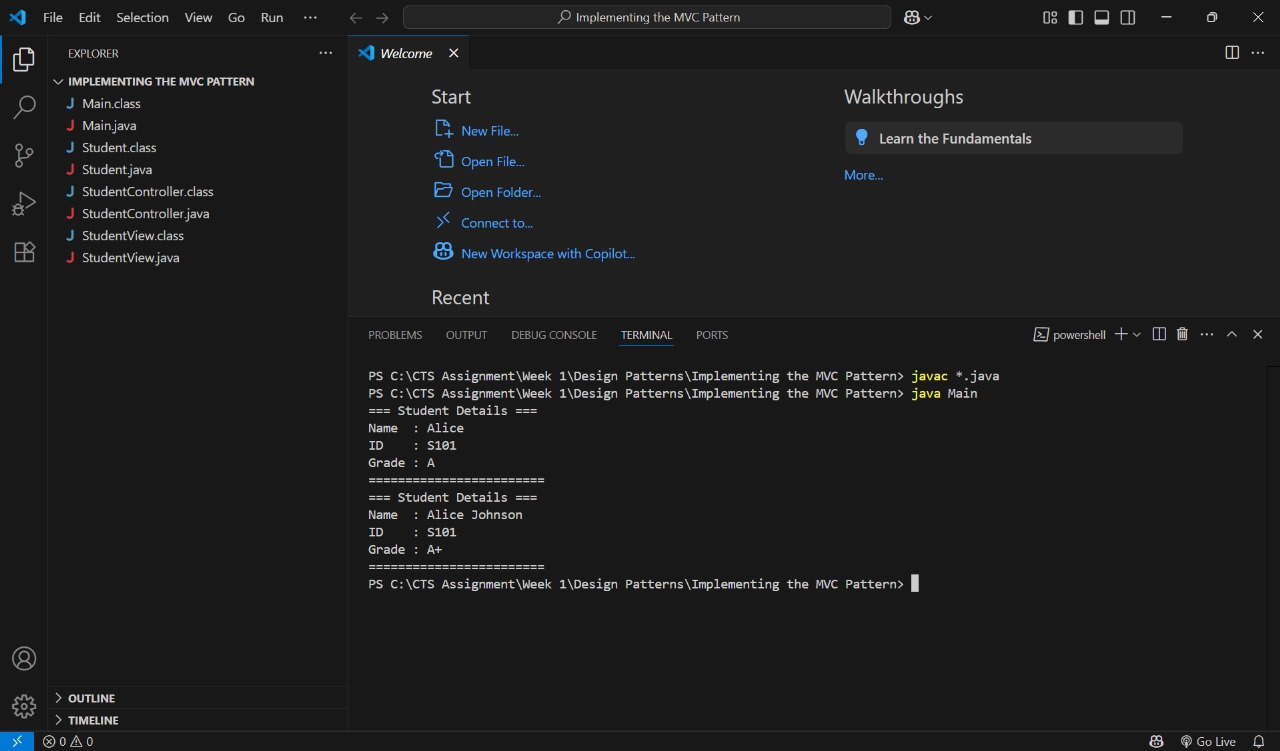 File Edit Selection View Go Run ···
Implementing the MVC Pattern
EXPLORER
IMPLEMENTING THE MVC PATTERN
J Main.class
J Main.java
J Student.class
J Student.java
J StudentController.class
J StudentController.java
J StudentView.class
J StudentView.java
OUTLINE
TIMELINE
Welcome
Start
New File...
Open File...
Open Folder...
Connect to...
New Workspace with Copilot...
Recent
Walkthroughs
Learn the Fundamentals
More...
PROBLEMS OUTPUT DEBUG CONSOLE TERMINAL PORTS
powershell
PS C:\CTS Assignment\Week 1\Design Patterns\Implementing the MVC Pattern> javac *.java
PS C:\CTS Assignment\Week 1\Design Patterns\Implementing the MVC Pattern> java Main
=== Student Details ===
Name  : Alice
ID    : S101
Grade : A
========================
=== Student Details ===
Name  : Alice Johnson
ID    : S101
Grade : A+
========================
PS C:\CTS Assignment\Week 1\Design Patterns\Implementing the MVC Pattern>
0 0
Go Live